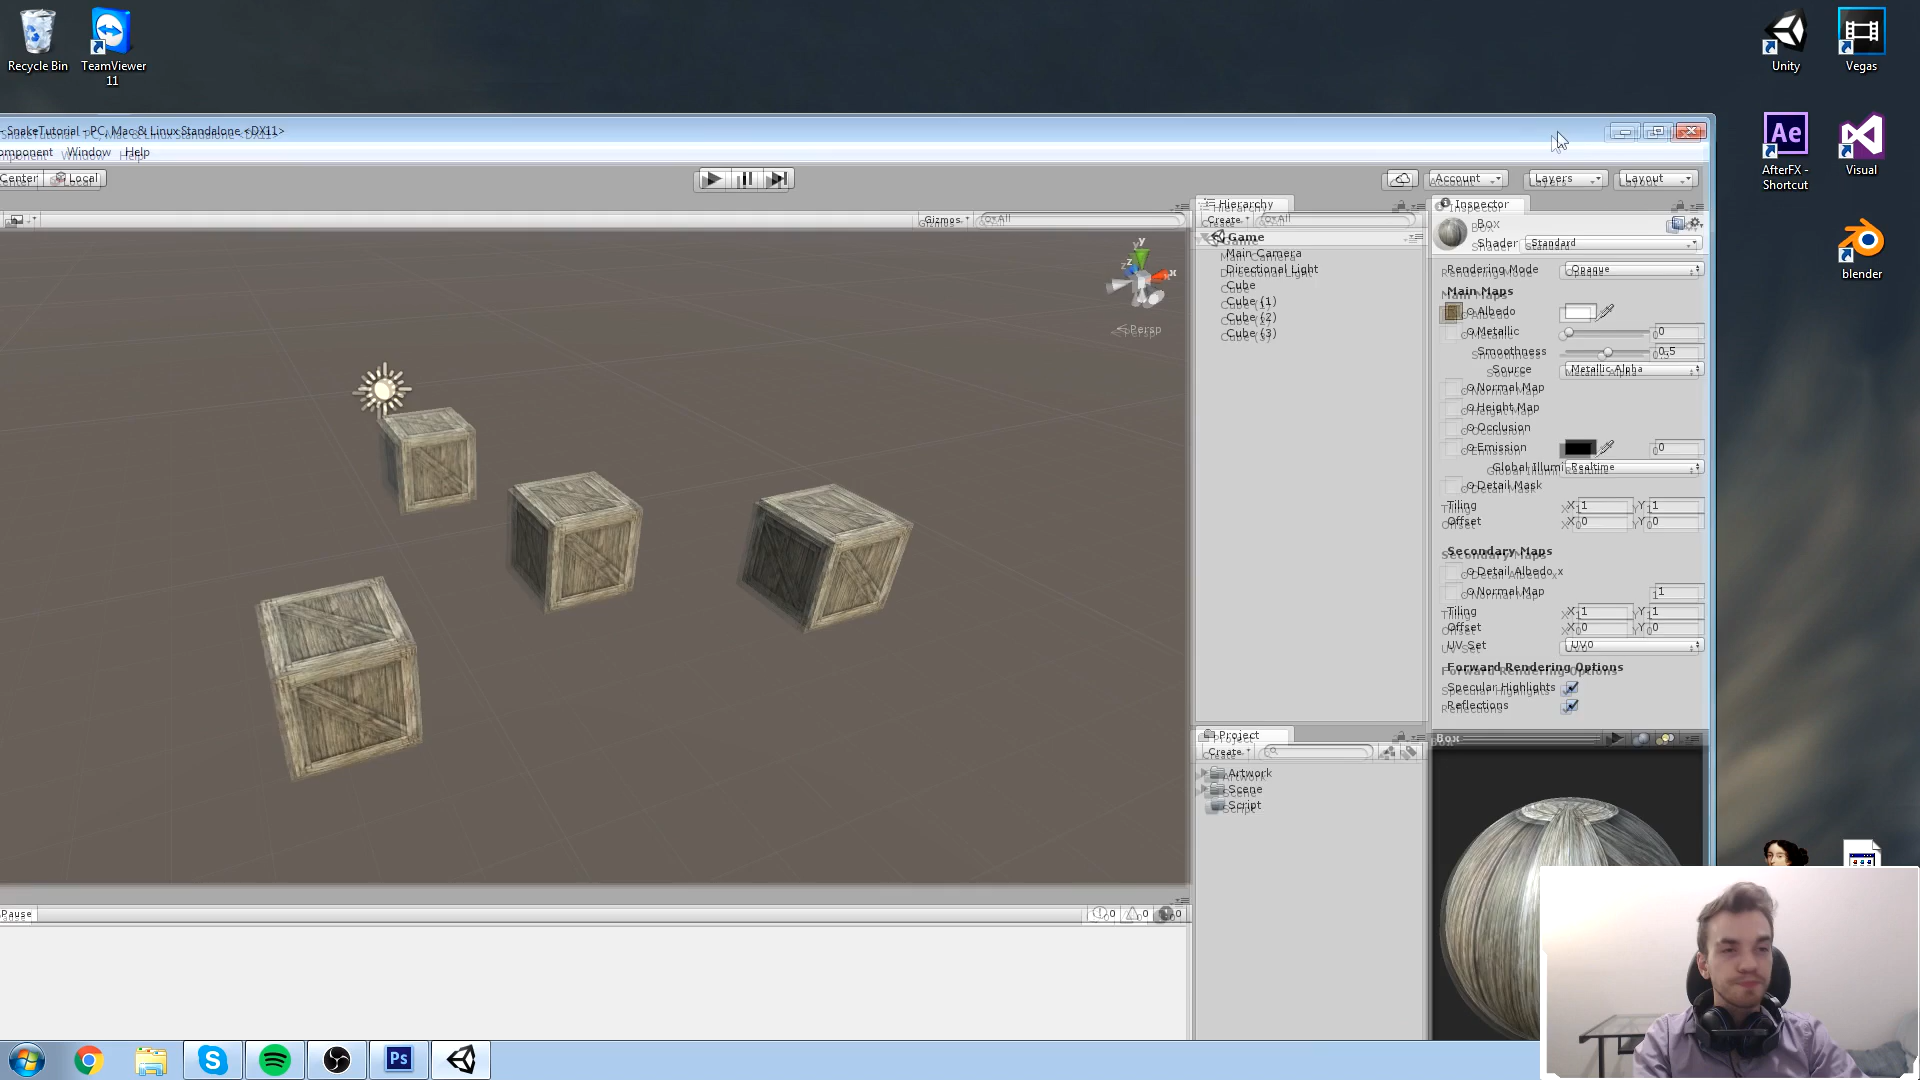 Recycle Bin
TeamViewer
11
Unity
Vegas
AfterFX -
Shortcut
Visual
blender
- SnakeTutorial - PC, Mac & Linux Standalone <DX11>
omponent Window Help
Center Local
Account Layers Layout
Gizmos All
y
z
x
Persp
Hierarchy
Create All
Game
Main Camera
Directional Light
Cube
Cube (1)
Cube (2)
Cube (3)
Project
Create
Artwork
Scene
Script
Inspector
Box
Shader Standard
Rendering Mode Opaque
Main Maps
Albedo
Metallic 0
Smoothness 0.5
Source Metallic Alpha
Normal Map
Height Map
Occlusion
Emission 0
Global Illumi Realtime
Detail Mask
Tiling X 1 Y 1
Offset X 0 Y 0
Secondary Maps
Detail Albedo x
Normal Map 1
Tiling X 1 Y 1
Offset X 0 Y 0
UV Set UV0
Forward Rendering Options
Specular Highlights
Reflections
Box
Pause
0 0 0
Ps
Ae